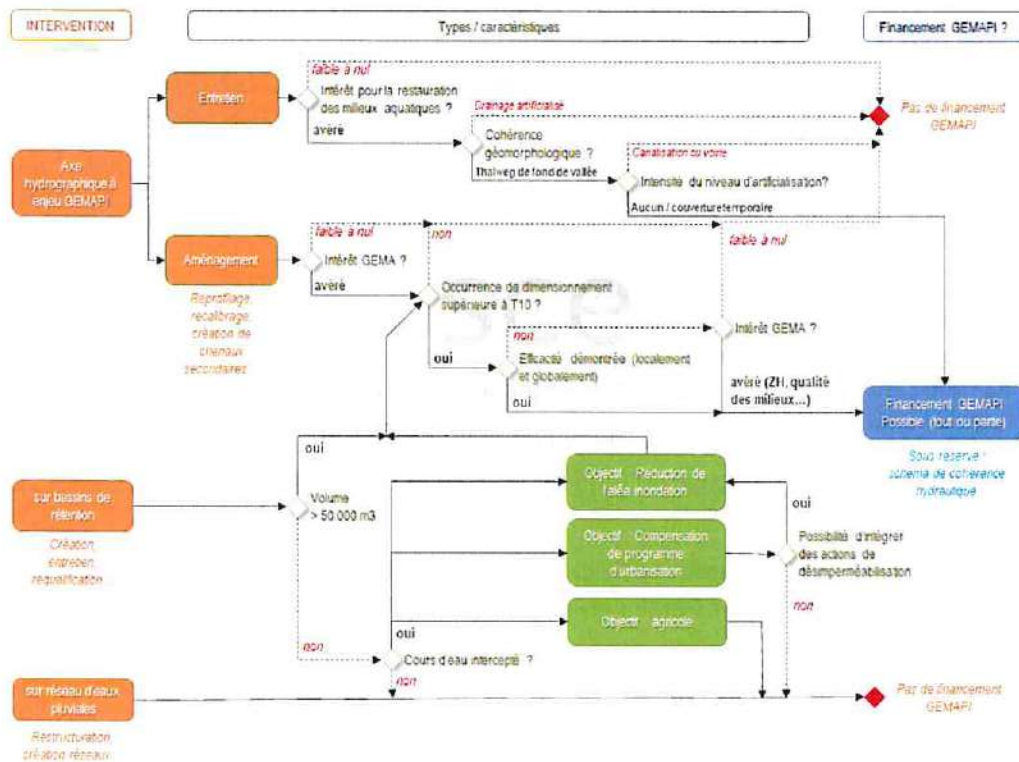 INTERVENTION
Types / caractéristiques
Financement GEMAPI ?
Entretien
faible à nul
Intérêt pour la restauration
des milieux aquatiques ?
avéré
Drainage artificialisé
Cohérence
géomorphologique ?
Thalweg de fond de vallée
Canalisation ou voirie
Intensité du niveau d'artificialisation?
Aucun / couverture temporaire
Pas de financement
GEMAPI
Axe
hydrographique à
enjeu GEMAPI
Aménagement
Reprofilage,
recalibrage,
création de
chenaux
secondaires
faible à nul
Intérêt GEMA ?
avéré
non
Occurrence de dimensionnement
supérieure à T10 ?
oui
non
Efficacité démontrée (localement
et globalement)
oui
faible à nul
Intérêt GEMA ?
avéré (ZH, qualité
des milieux...)
Financement GEMAPI
Possible (tout ou partie)
Sous réserve :
schéma de cohérence
hydraulique
sce
sur bassins de
rétention
Création,
entretien,
requalification
oui
Volume
> 50 000 m3
non
Objectif : Réduction de
l'aléa inondation
Objectif : Compensation
de programme
d'urbanisation
Objectif : agricole
oui
Possibilité d'intégrer
des actions de
désimperméabilisation
non
oui
Cours d'eau intercepté ?
non
sur réseau d'eaux
pluviales
Restructuration,
création réseaux...
Pas de financement
GEMAPI